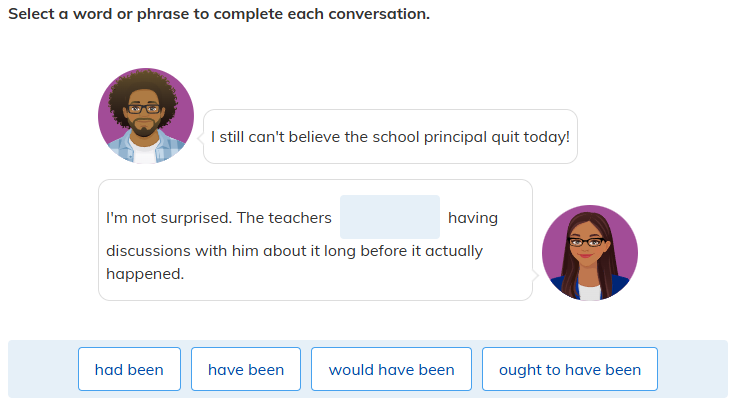 Select a word or phrase to complete each conversation.
I still can't believe the school principal quit today!
I'm not surprised. The teachers having
discussions with him about it long before it actually
happened.
had been have been would have been ought to have been